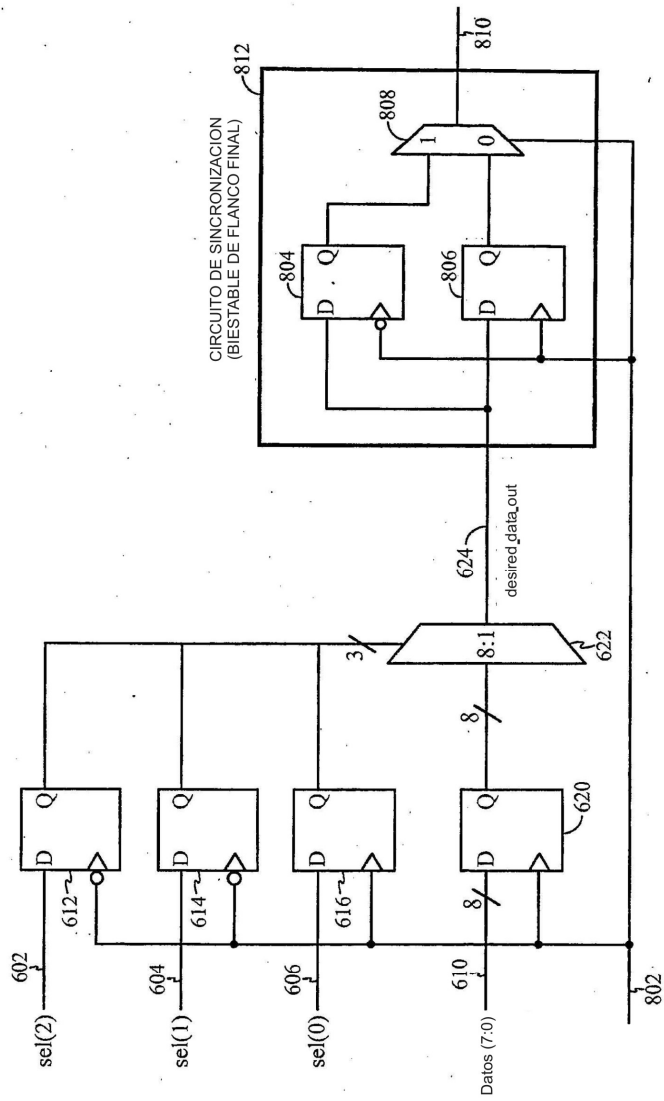 810
812
808
1
0
CIRCUITO DE SINCRONIZACION
(BIESTABLE DE FLANCO FINAL)
804
D
Q
806
D
Q
624
desired_data_out
3
8:1
622
8
sel(2)
602
D
Q
612
sel(1)
604
D
Q
614
sel(0)
606
D
Q
616
Datos (7:0)
610
8
D
Q
620
802